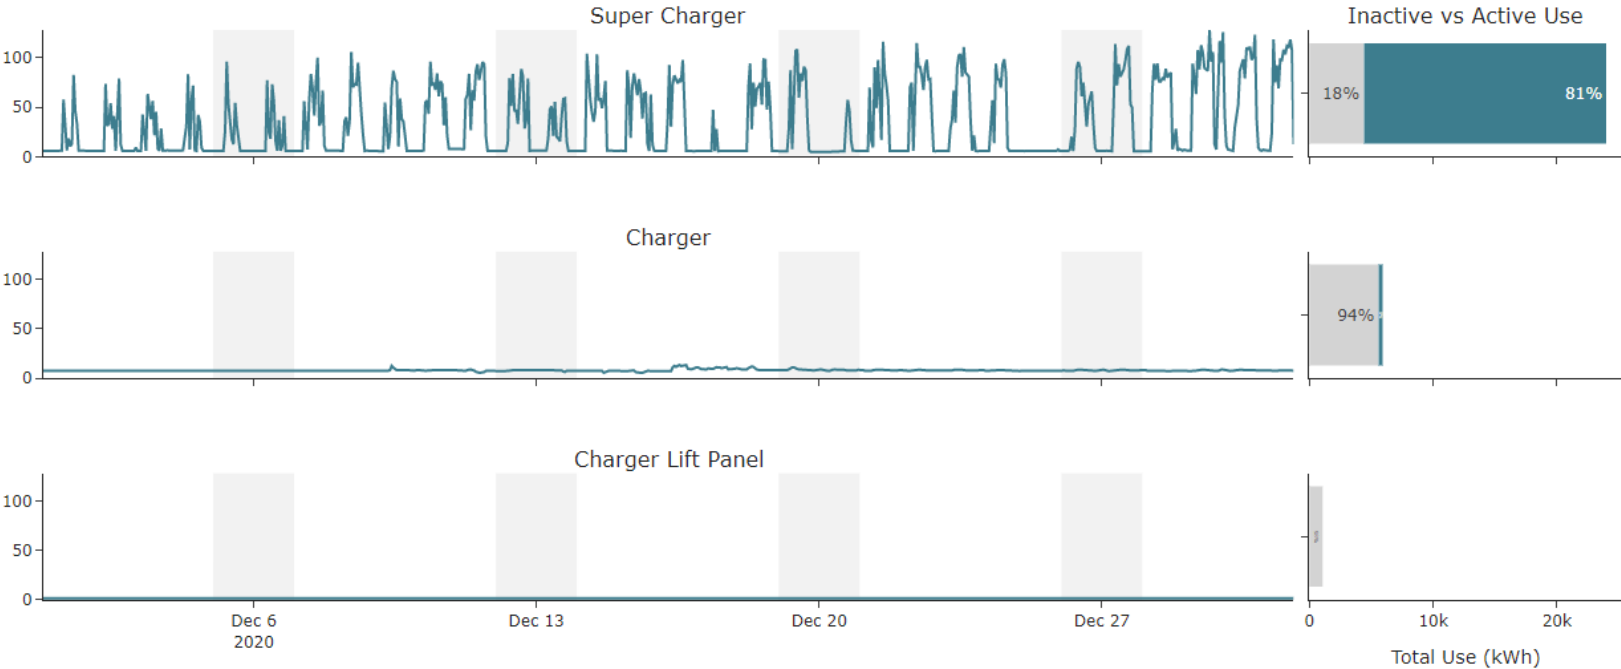 Super Charger
Inactive vs Active Use
100
50
0
18%
81%
Charger
100
50
0
94%
Charger Lift Panel
100
50
0
Dec 6
2020
Dec 13
Dec 20
Dec 27
0
10k
20k
Total Use (kWh)